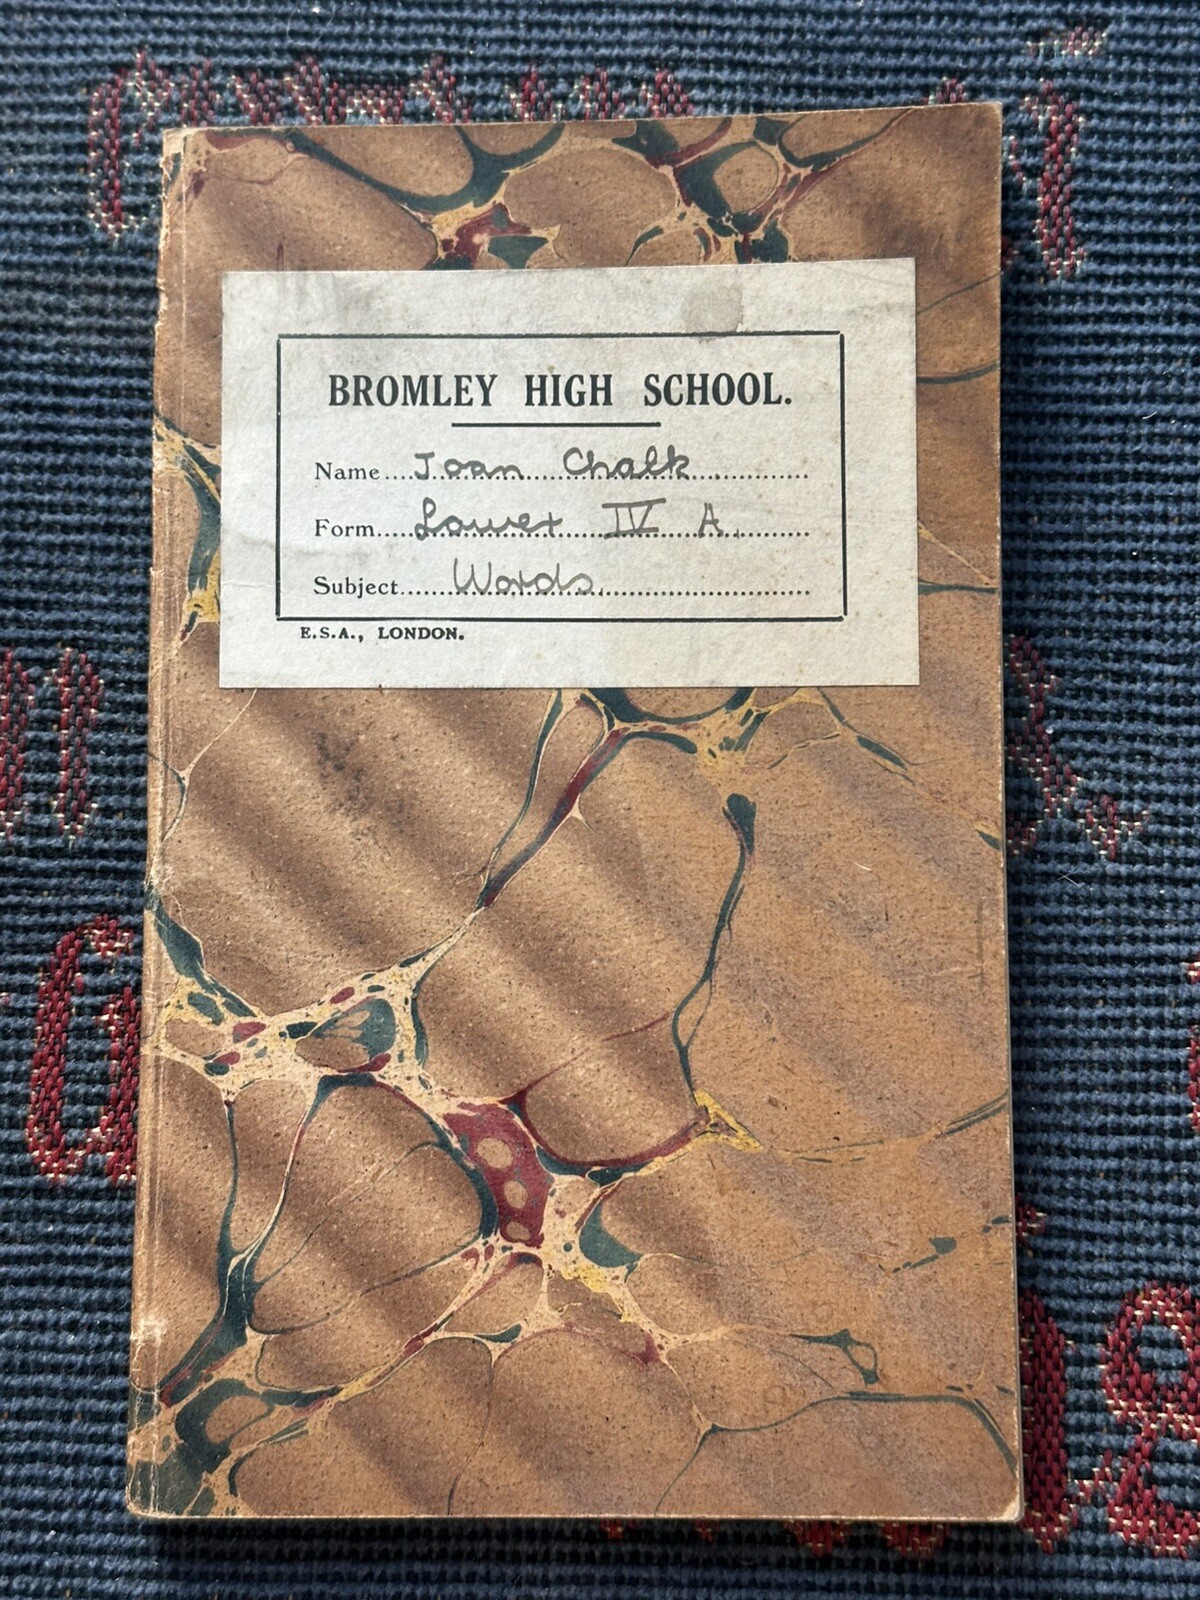 BROMLEY HIGH SCHOOL.
Name.... Joan Chalk
Form..... Lower IV A.
Subject...... Words.
E.S.A., LONDON.